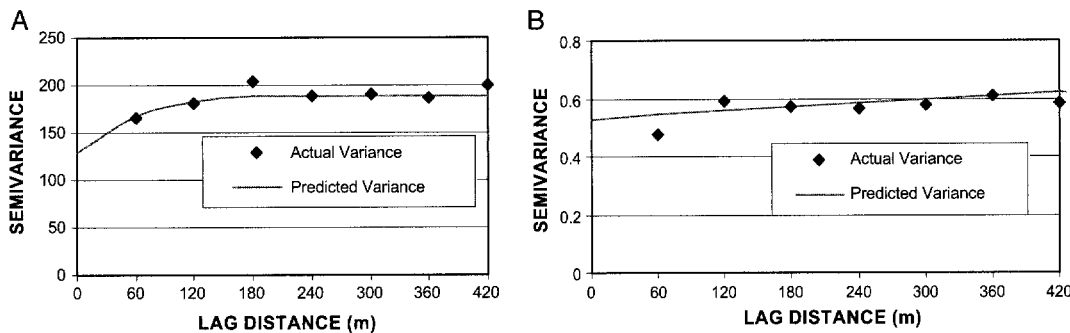 A
SEMIVARIANCE
250
200
150
100
50
0
Actual Variance
Predicted Variance
0 60 120 180 240 300 360 420
LAG DISTANCE (m)
B
SEMIVARIANCE
0.8
0.6
0.4
0.2
0
Actual Variance
Predicted Variance
0 60 120 180 240 300 360 420
LAG DISTANCE (m)